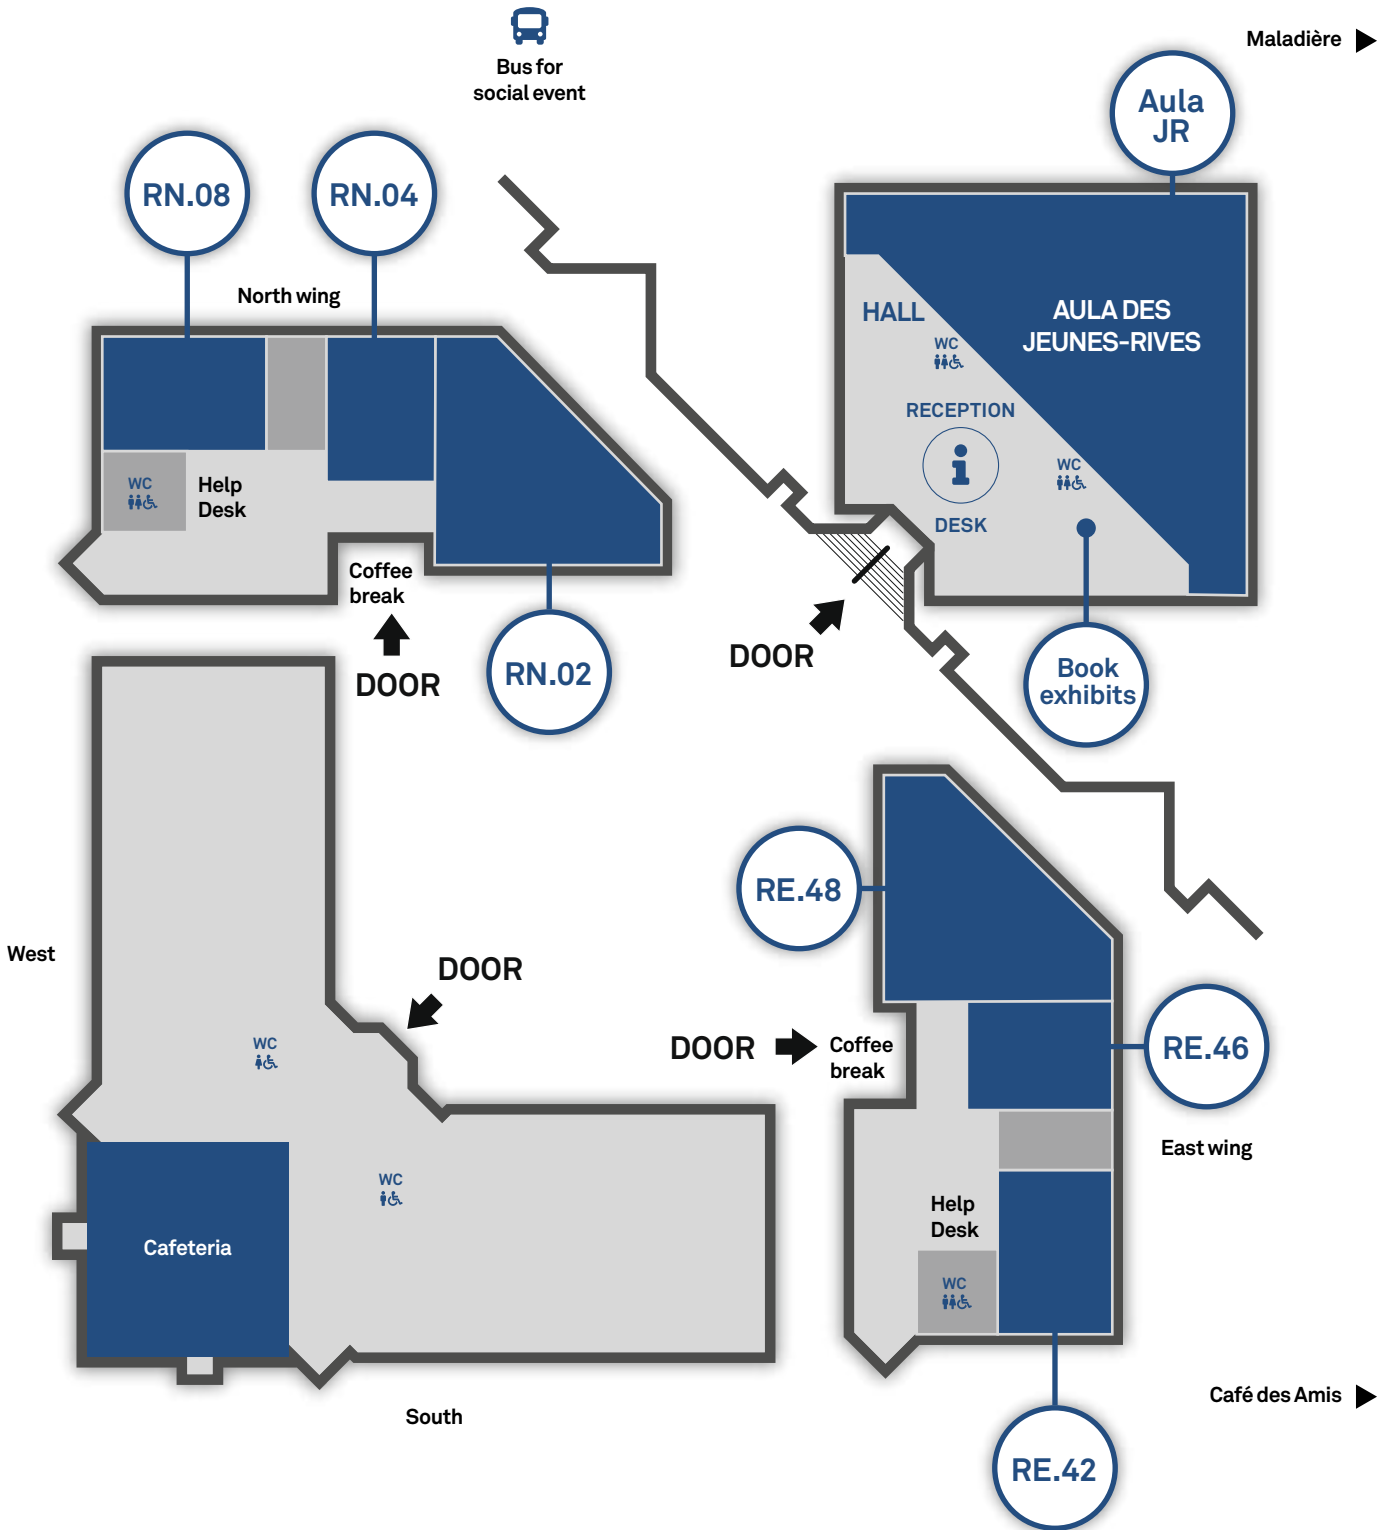 Maladière
Bus for
social event
Aula
JR
RN.08
RN.04
North wing
HALL
AULA DES
JEUNES-RIVES
WC
RECEPTION
DESK
WC
WC
Help
Desk
Coffee
break
DOOR
RN.02
DOOR
Book
exhibits
RE.48
West
DOOR
DOOR
Coffee
break
RE.46
WC
East wing
WC
Cafeteria
Help
Desk
WC
South
Café des Amis
RE.42